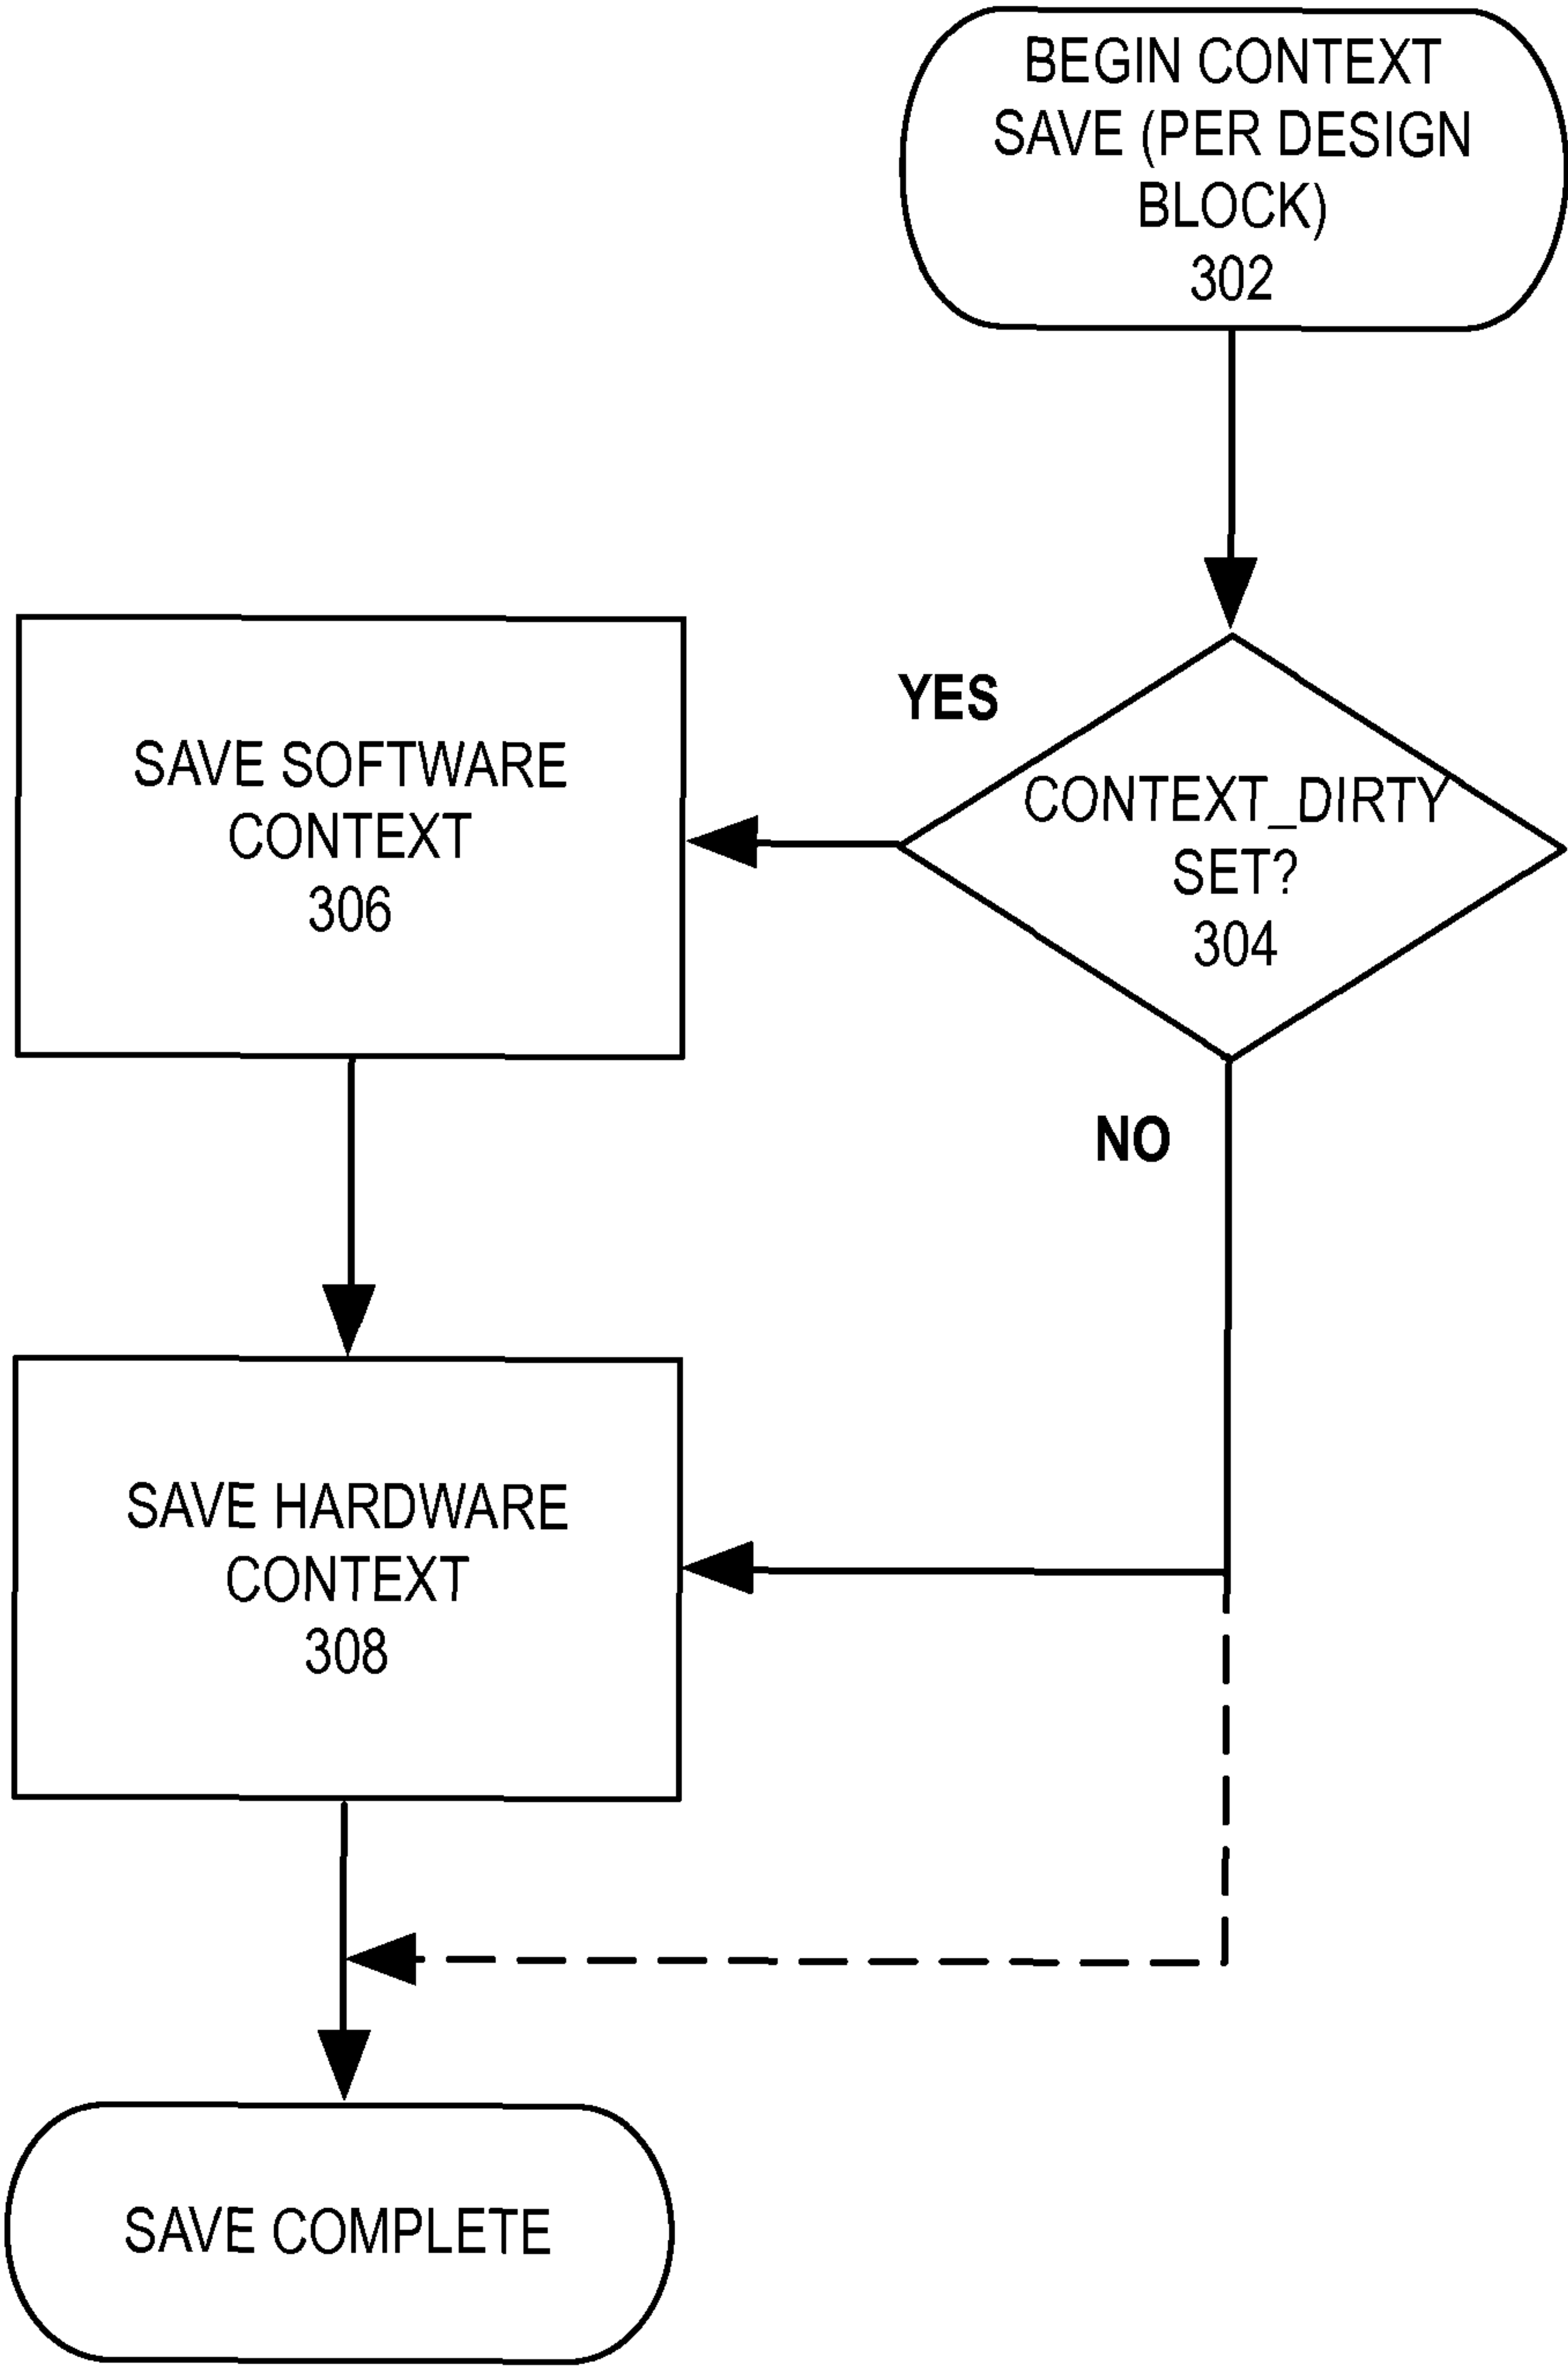 BEGIN CONTEXT
SAVE (PER DESIGN
BLOCK)
302
YES
CONTEXT_DIRTY
SET?
304
SAVE SOFTWARE
CONTEXT
306
NO
SAVE HARDWARE
CONTEXT
308
SAVE COMPLETE